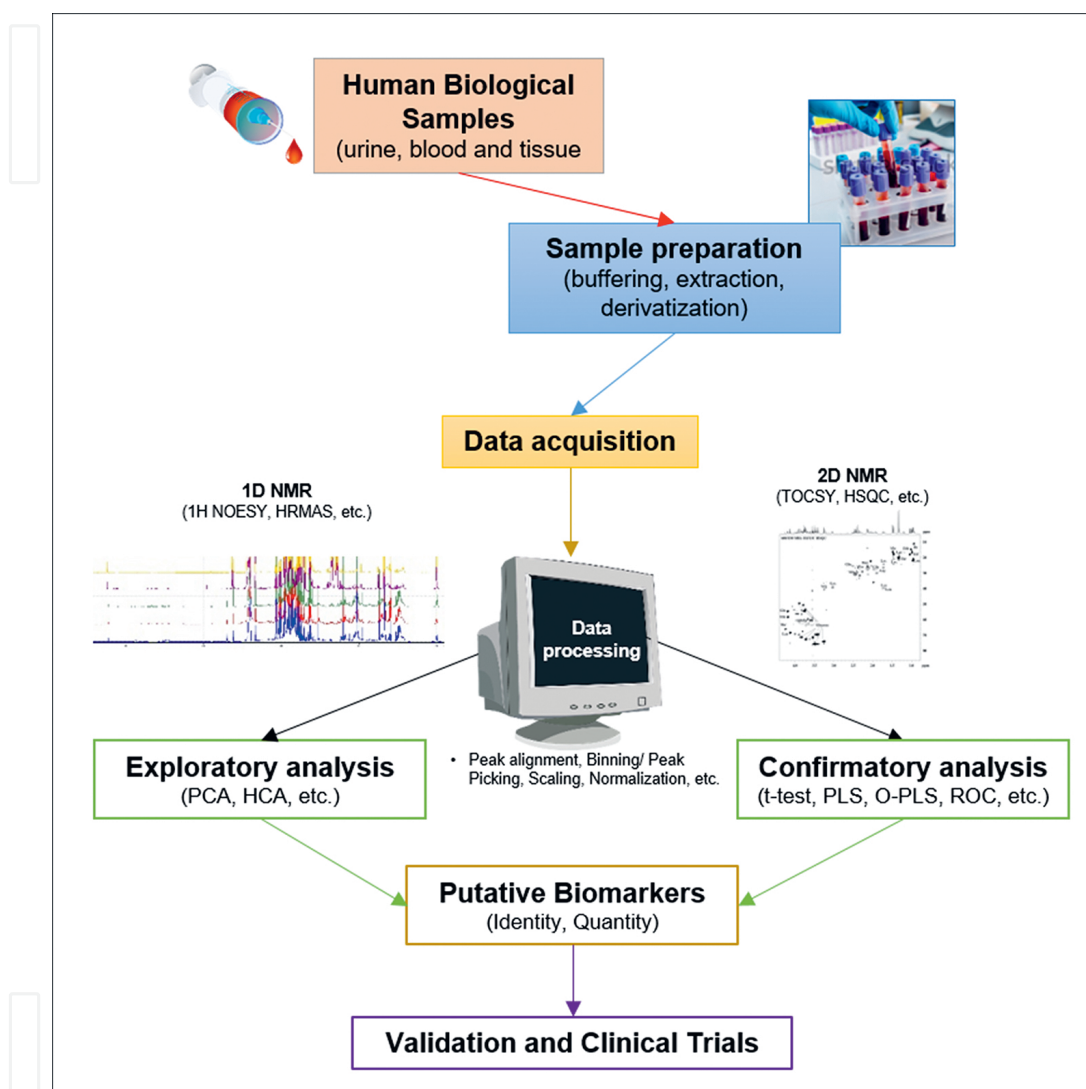 Human Biological
Samples
(urine, blood and tissue
Sample preparation
(buffering, extraction,
derivatization)
Data acquisition
1D NMR
(1H NOESY, HRMAS, etc.)
2D NMR
(TOCSY, HSQC, etc.)
Data
processing
• Peak alignment, Binning/ Peak
Picking, Scaling, Normalization, etc.
Exploratory analysis
(PCA, HCA, etc.)
Confirmatory analysis
(t-test, PLS, O-PLS, ROC, etc.)
Putative Biomarkers
(Identity, Quantity)
Validation and Clinical Trials